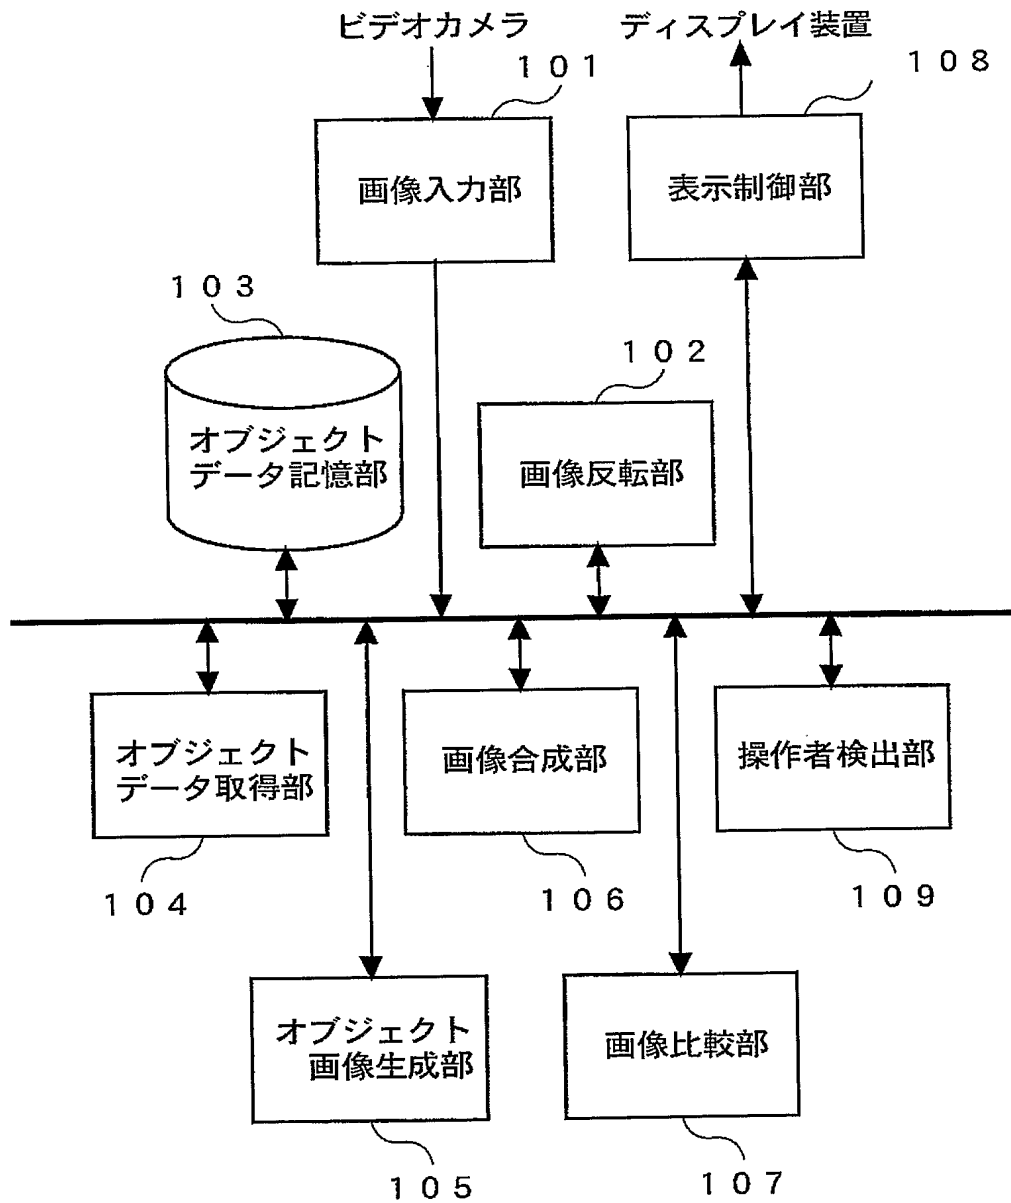 ビデオカメラ
ディスプレイ装置
１０１
１０８
画像入力部
表示制御部
１０３
１０２
オブジェクト
データ記憶部
画像反転部
オブジェクト
データ取得部
画像合成部
操作者検出部
１０４
１０６
１０９
オブジェクト
画像生成部
画像比較部
１０５
１０７